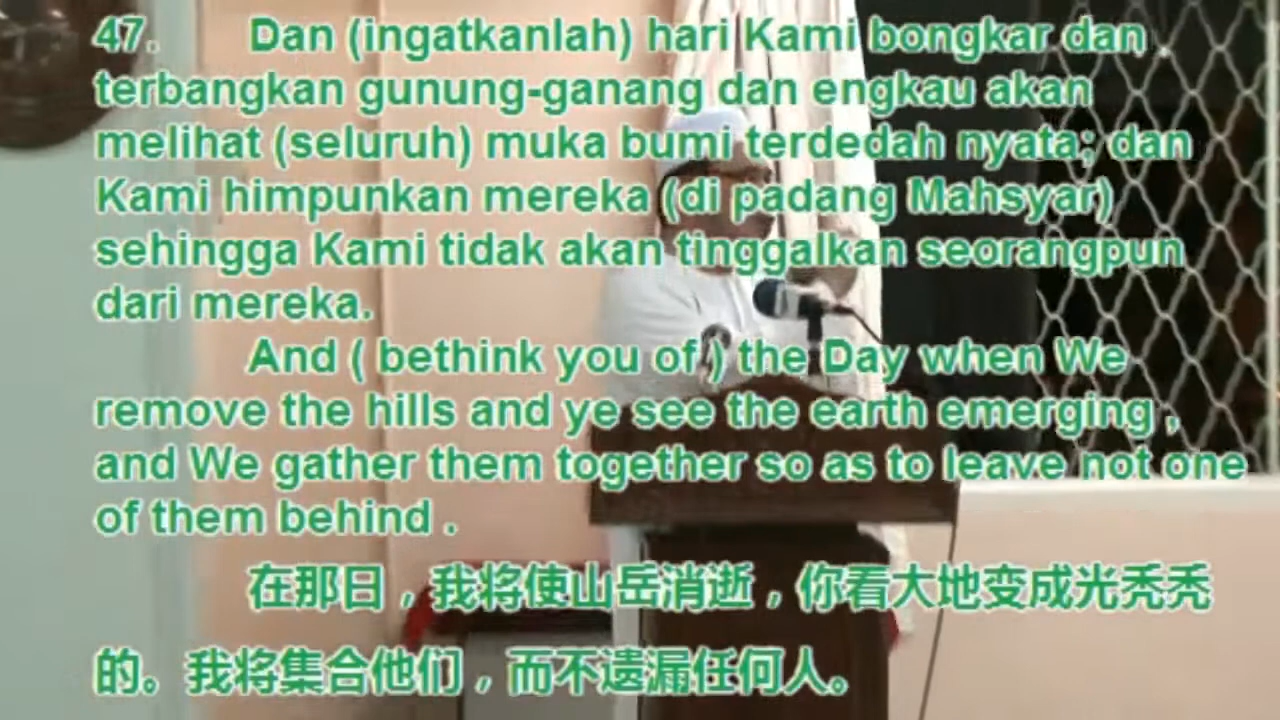 47. Dan (ingatkanlah) hari Kami bongkar dan
terbangkan gunung-ganang dan engkau akan
melihat (seluruh) muka bumi terdedah nyata; dan
Kami himpunkan mereka (di padang Mahsyar)
sehingga Kami tidak akan tinggalkan seorangpun
dari mereka.
And ( bethink you of ) the Day when We
remove the hills and ye see the earth emerging ,
and We gather them together so as to leave not one
of them behind .
在那日，我将使山岳消逝，你看大地变成光秃秃
的。我将集合他们，而不遗漏任何人。